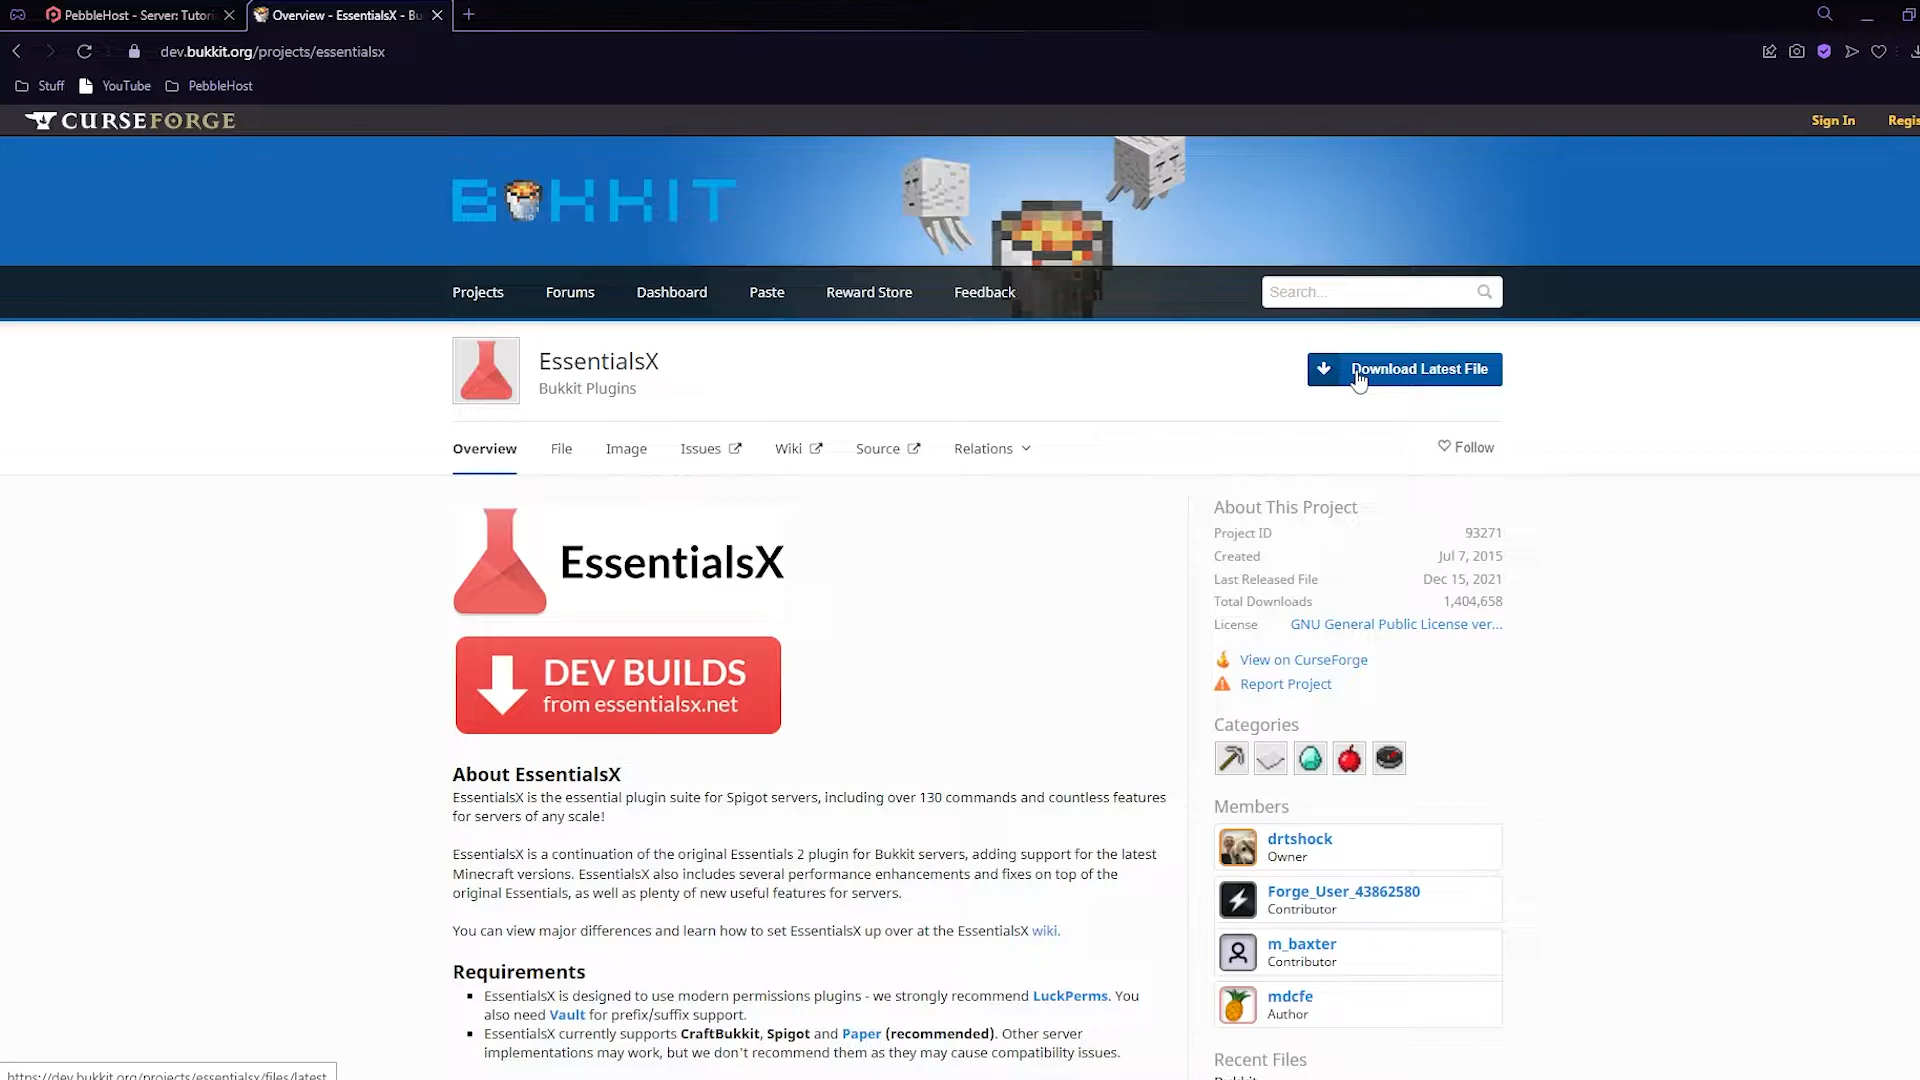 PebbleHost - Server: Tutori
Overview - EssentialsX - Bu
dev.bukkit.org/projects/essentialsx
Stuff
YouTube
PebbleHost
CURSEFORGE
Sign In
Regis
BUKKIT
Projects
Forums
Dashboard
Paste
Reward Store
Feedback
Search...
EssentialsX
Bukkit Plugins
Download Latest File
Overview
File
Image
Issues
Wiki
Source
Relations
Follow
EssentialsX
DEV BUILDS
from essentialsx.net
About EssentialsX
EssentialsX is the essential plugin suite for Spigot servers, including over 130 commands and countless features
for servers of any scale!
EssentialsX is a continuation of the original Essentials 2 plugin for Bukkit servers, adding support for the latest
Minecraft versions. EssentialsX also includes several performance enhancements and fixes on top of the
original Essentials, as well as plenty of new useful features for servers.
You can view major differences and learn how to set EssentialsX up over at the EssentialsX wiki.
Requirements
EssentialsX is designed to use modern permissions plugins - we strongly recommend LuckPerms. You
also need Vault for prefix/suffix support.
EssentialsX currently supports CraftBukkit, Spigot and Paper (recommended). Other server
implementations may work, but we don't recommend them as they may cause compatibility issues.
About This Project
Project ID 93271
Created Jul 7, 2015
Last Released File Dec 15, 2021
Total Downloads 1,404,658
License GNU General Public License ver...
View on CurseForge
Report Project
Categories
Members
drtshock
Owner
Forge_User_43862580
Contributor
m_baxter
Contributor
mdcfe
Author
Recent Files
Bukkit
https://dev.bukkit.org/projects/essentialsx/files/latest